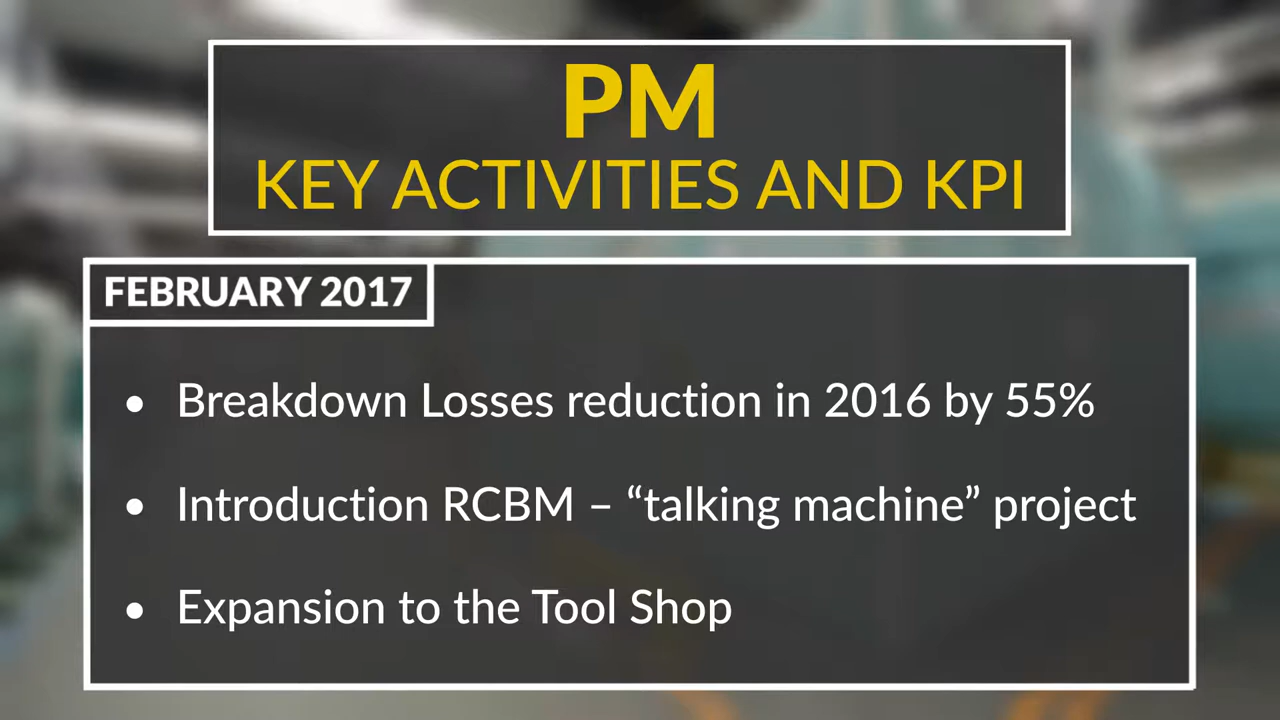 PM
KEY ACTIVITIES AND KPI
FEBRUARY 2017
• Breakdown Losses reduction in 2016 by 55%
• Introduction RCBM – “talking machine” project
• Expansion to the Tool Shop